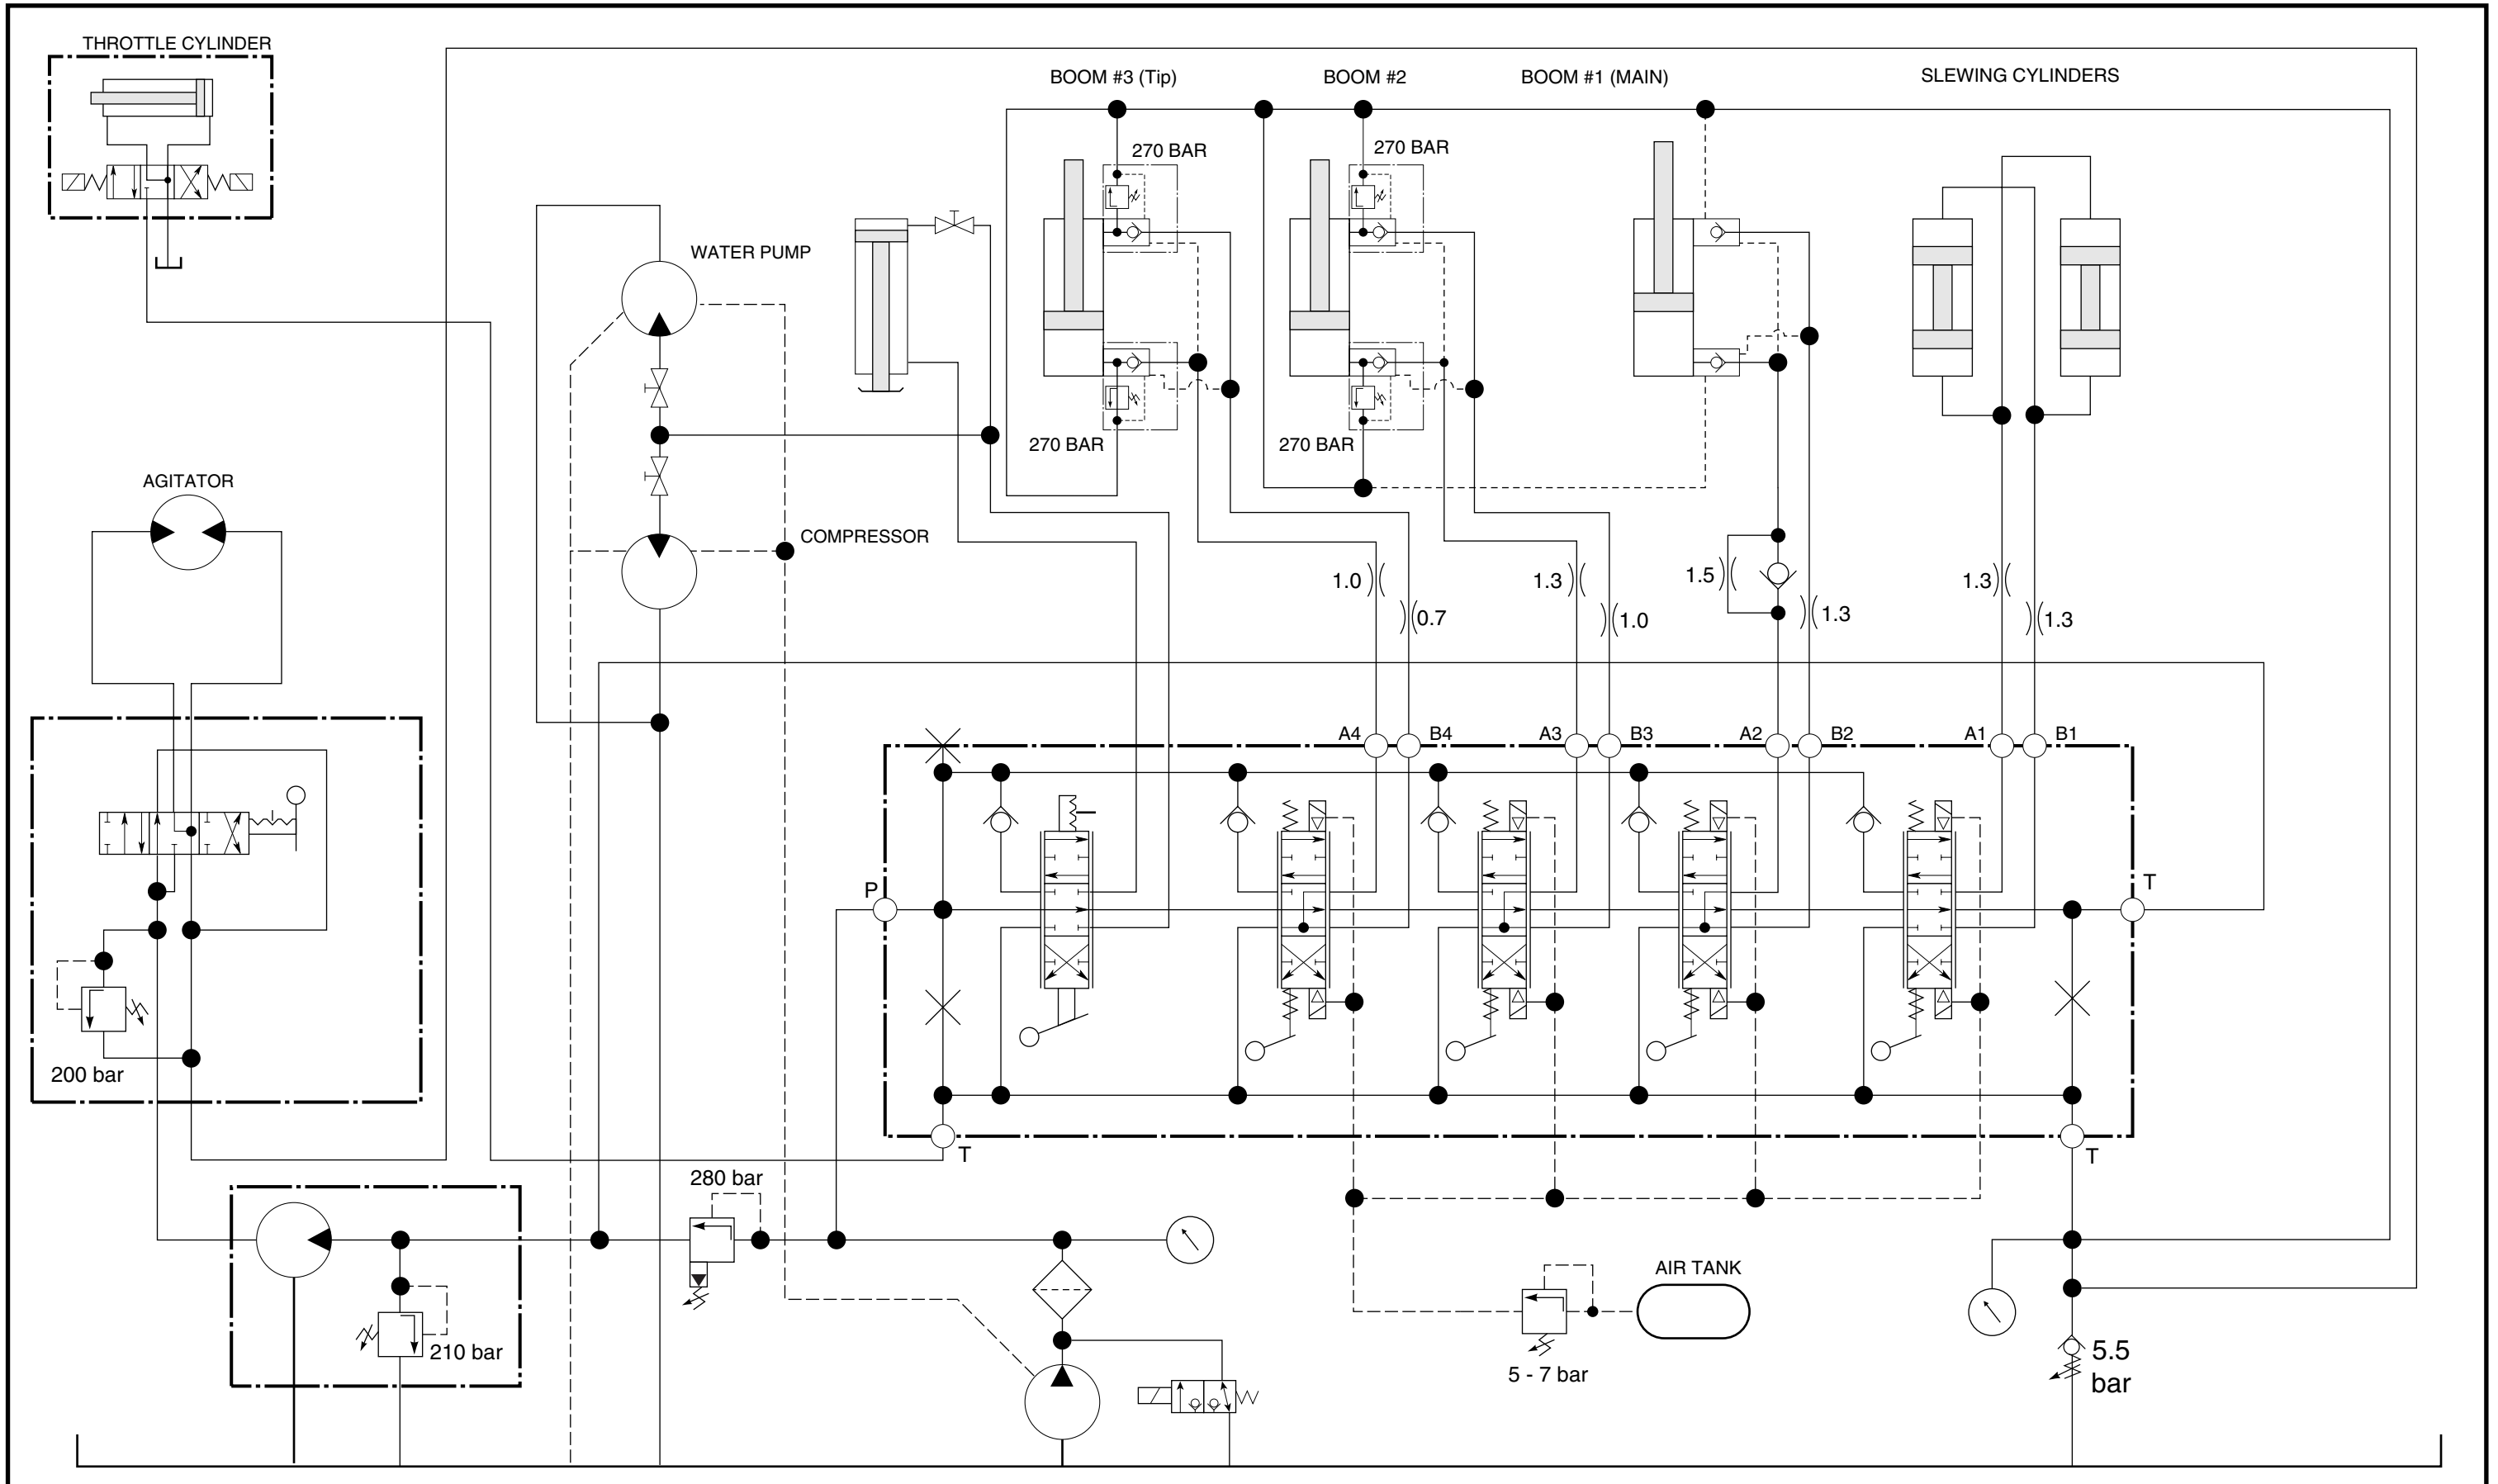 THROTTLE CYLINDER
BOOM #3 (Tip)
BOOM #2
BOOM #1 (MAIN)
SLEWING CYLINDERS
270 BAR
270 BAR
WATER PUMP
270 BAR
270 BAR
AGITATOR
COMPRESSOR
1.0
1.3
1.5
1.3
0.7
1.0
1.3
1.3
A4
B4
A3
B3
A2
B2
A1
B1
P
T
200 bar
T
T
280 bar
AIR TANK
210 bar
5 - 7 bar
5.5
bar